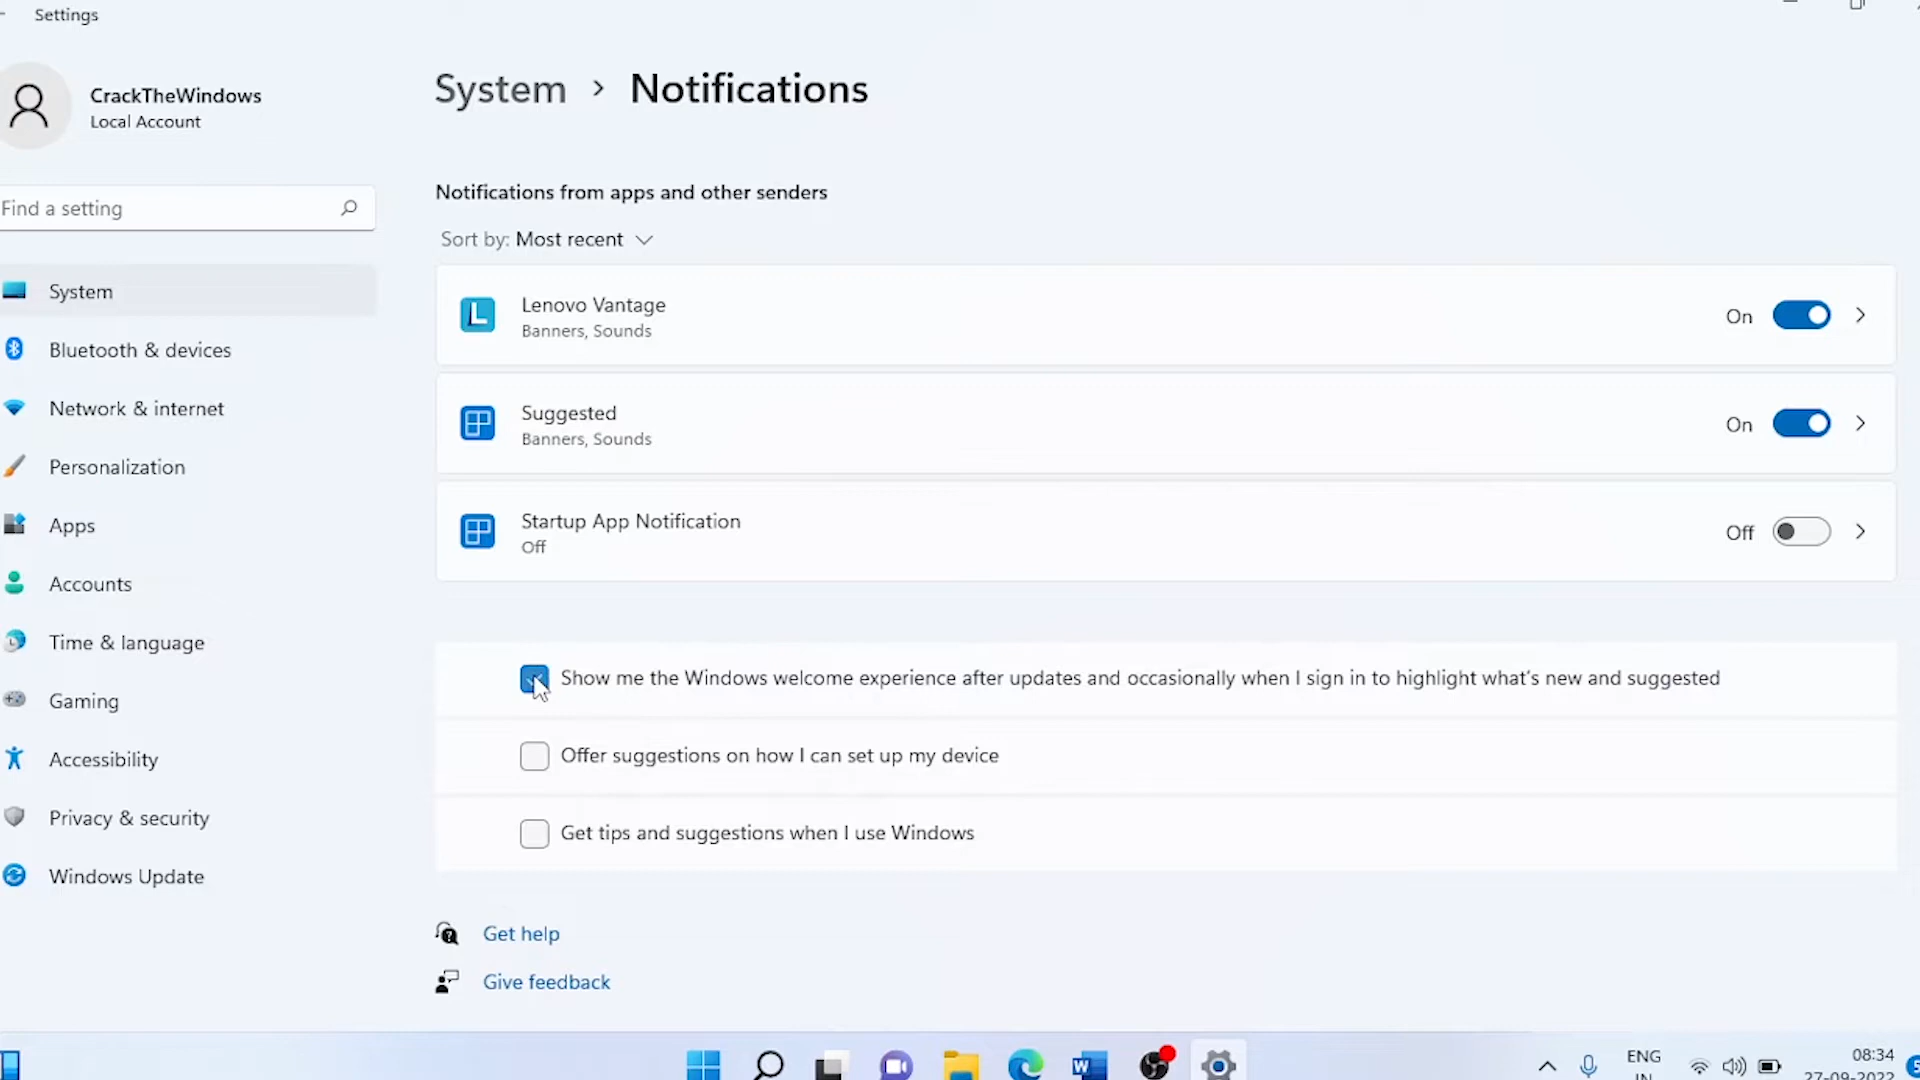 Settings
CrackTheWindows
Local Account
Find a setting
System
Bluetooth & devices
Network & internet
Personalization
Apps
Accounts
Time & language
Gaming
Accessibility
Privacy & security
Windows Update
System > Notifications
Notifications from apps and other senders
Sort by: Most recent
Lenovo Vantage
Banners, Sounds
On
Suggested
Banners, Sounds
On
Startup App Notification
Off
Off
Show me the Windows welcome experience after updates and occasionally when I sign in to highlight what's new and suggested
Offer suggestions on how I can set up my device
Get tips and suggestions when I use Windows
Get help
Give feedback
ENG
IN
08:34
27-09-2022